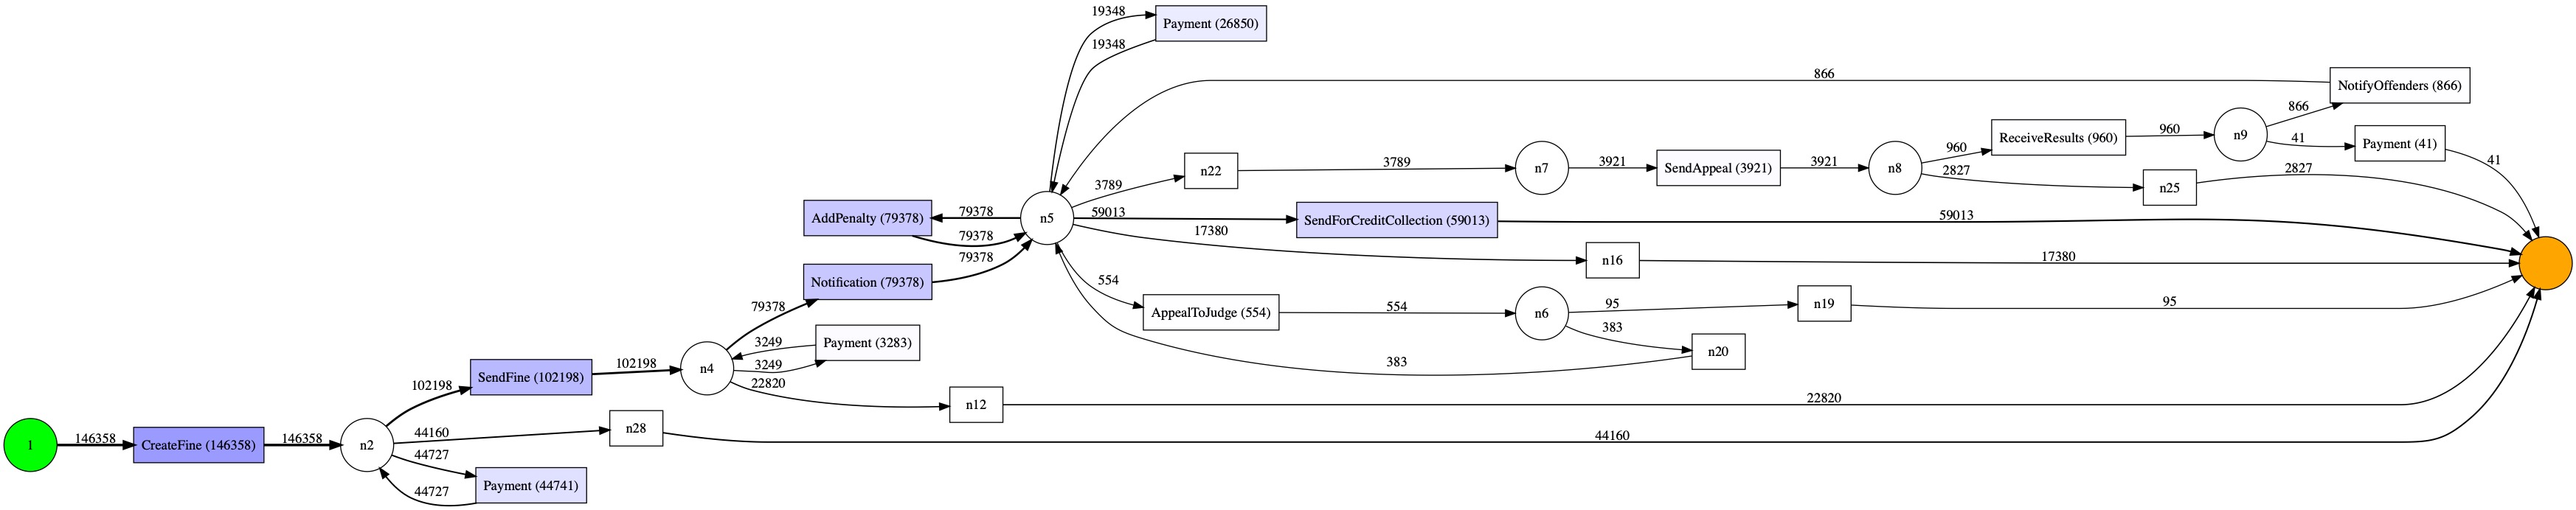 19348
Payment (26850)
19348
866
NotifyOffenders (866)
866
960
ReceiveResults (960)
960
n9
41
Payment (41)
41
n22
3789
3789
n7
3921
SendAppeal (3921)
3921
n8
2827
n25
2827
AddPenalty (79378)
79378
79378
n5
59013
SendForCreditCollection (59013)
59013
17380
n16
17380
79378
Notification (79378)
554
AppealToJudge (554)
554
n6
95
n19
95
383
n20
383
79378
3249
Payment (3283)
3249
n4
22820
n12
22820
102198
SendFine (102198)
102198
1
146358
CreateFine (146358)
146358
n2
44160
n28
44160
44727
Payment (44741)
44727